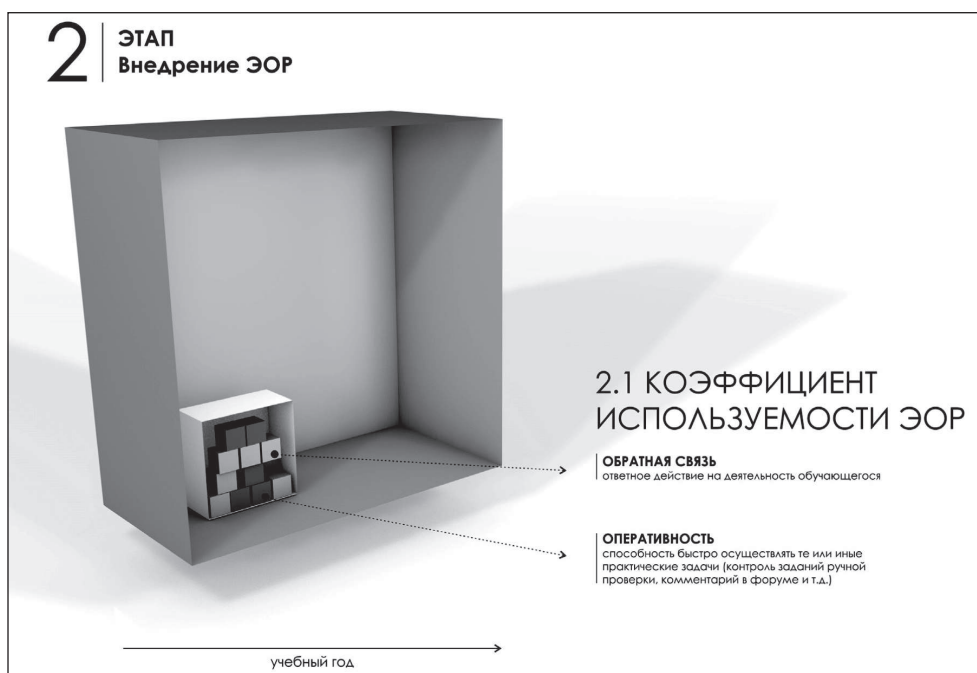 2
ЭТАП
Внедрение ЭОР
2.1 КОЭФФИЦИЕНТ
ИСПОЛЬЗУЕМОСТИ ЭОР
ОБРАТНАЯ СВЯЗЬ
ответное действие на деятельность обучающегося
ОПЕРАТИВНОСТЬ
способность быстро осуществлять те или иные
практические задачи (контроль заданий ручной
проверки, комментарий в форуме и т.д.)
учебный год